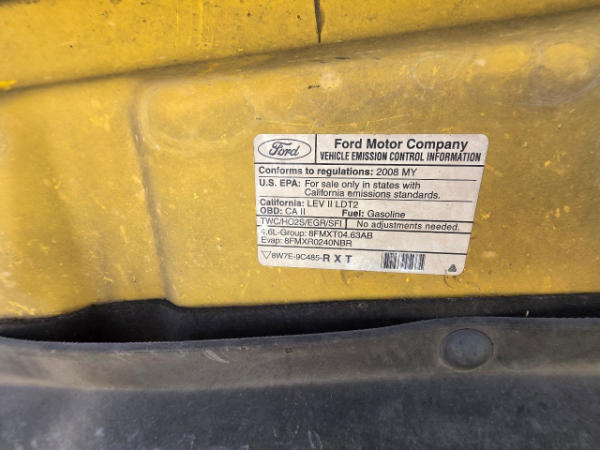 Ford
Ford Motor Company
VEHICLE EMISSION CONTROL INFORMATION
Conforms to regulations: 2008 MY
U.S. EPA: For sale only in states with
California emissions standards.
California: LEV II LDT2
OBD: CA II Fuel: Gasoline
TWC/HO2S/EGR/SFI No adjustments needed.
4.6L-Group: 8FMXT04.63AB
Evap: 8FMXR0240NBR
8W7E-9C485-R X T